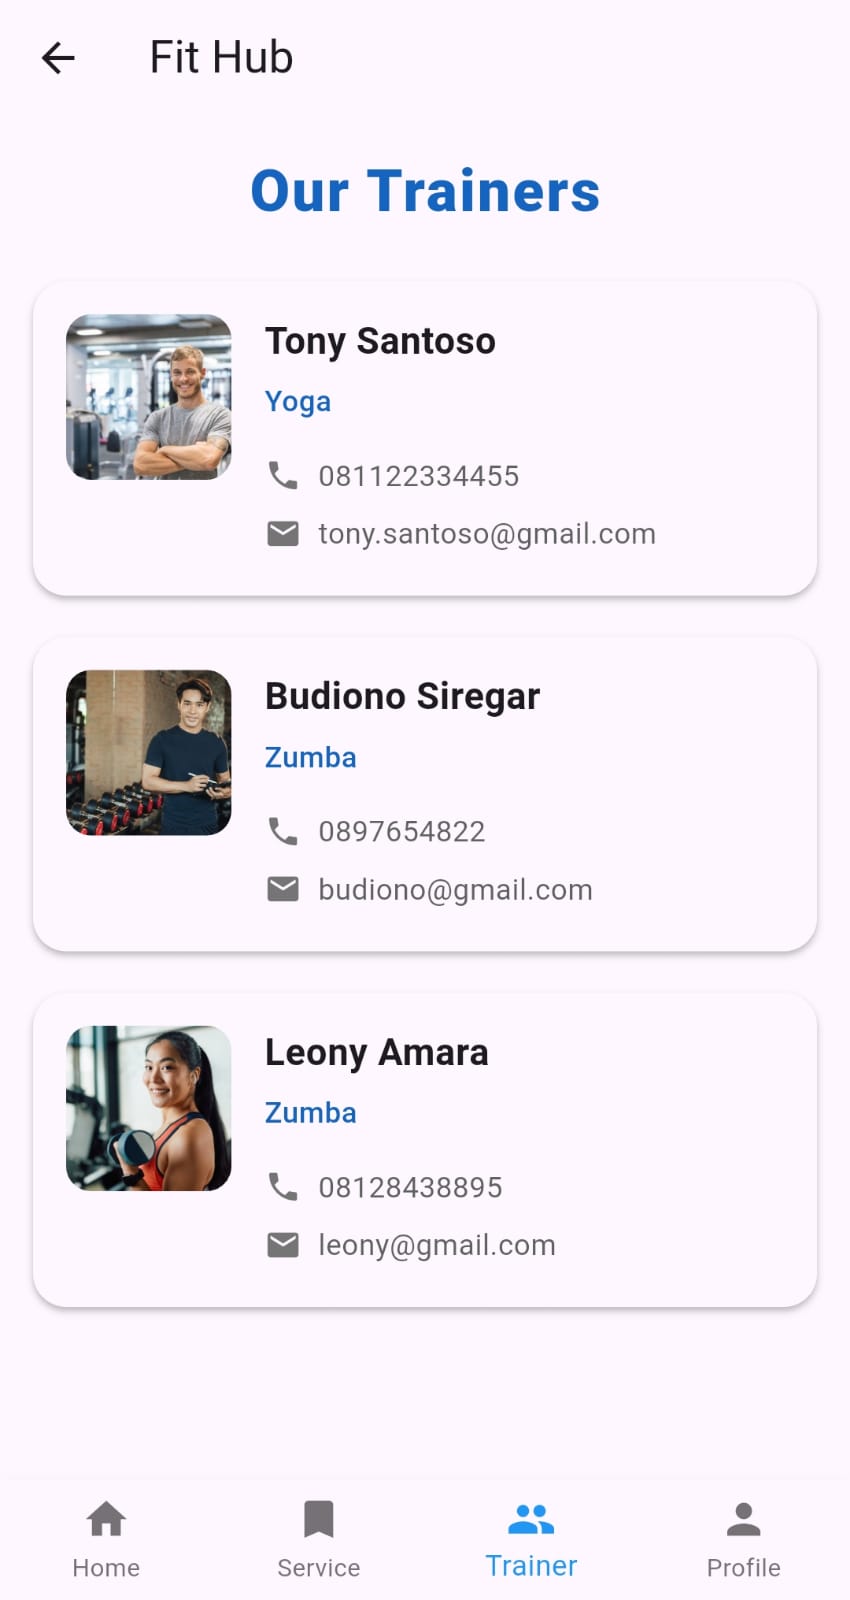 Fit Hub
Our Trainers
Tony Santoso
Yoga
081122334455
tony.santoso@gmail.com
Budiono Siregar
Zumba
0897654822
budiono@gmail.com
Leony Amara
Zumba
08128438895
leony@gmail.com
Home Service Trainer Profile